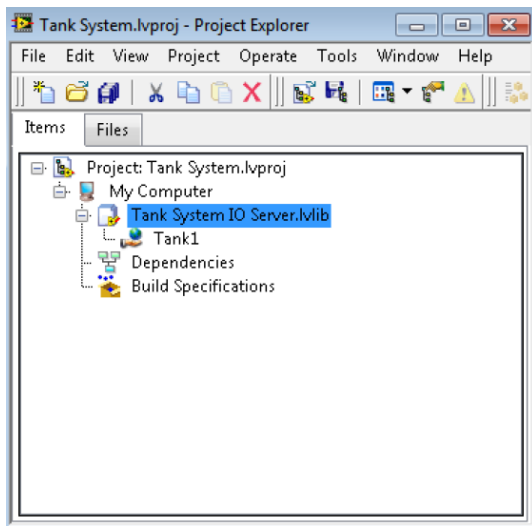 Tank System.lvproj - Project Explorer
File Edit View Project Operate Tools Window Help
Items Files
Project: Tank System.lvproj
My Computer
Tank System IO Server.lvlib
Tank1
Dependencies
Build Specifications